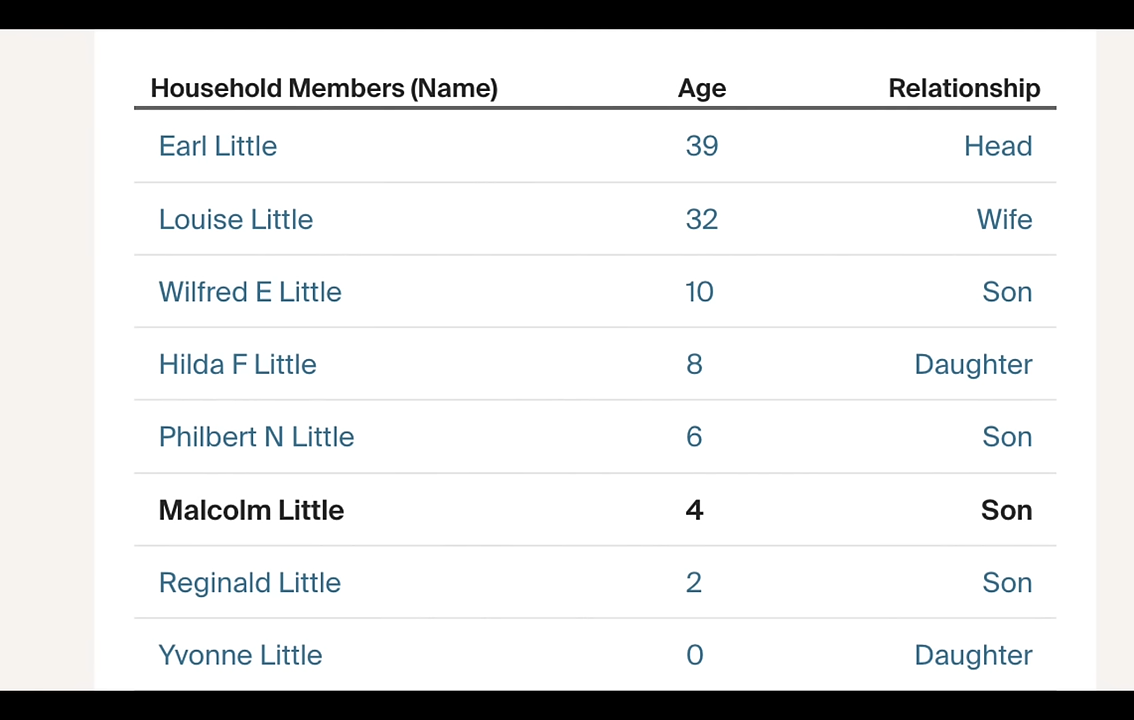 Household Members (Name) Age Relationship
Earl Little 39 Head
Louise Little 32 Wife
Wilfred E Little 10 Son
Hilda F Little 8 Daughter
Philbert N Little 6 Son
Malcolm Little 4 Son
Reginald Little 2 Son
Yvonne Little 0 Daughter